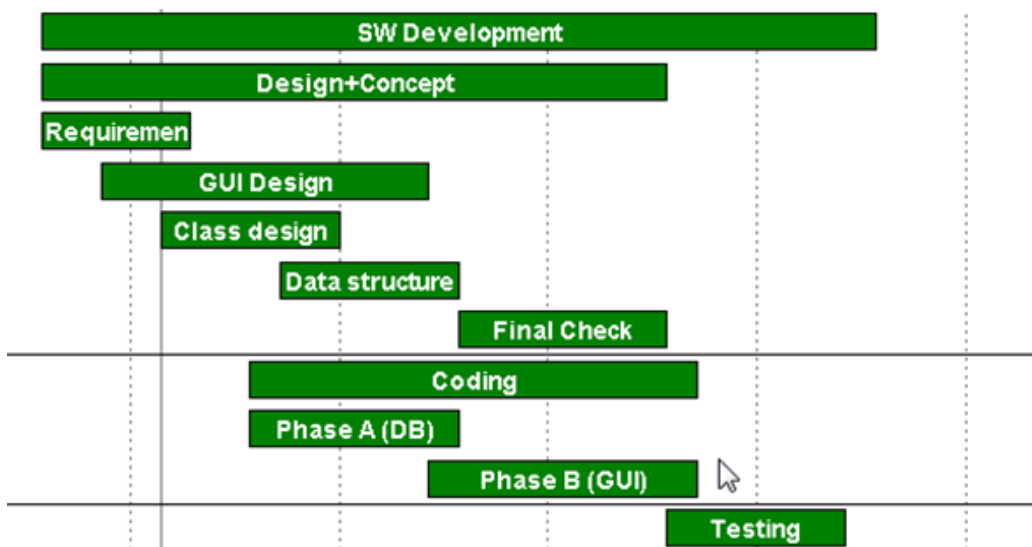 SW Development
Design+Concept
Requiremen
GUI Design
Class design
Data structure
Final Check
Coding
Phase A (DB)
Phase B (GUI)
Testing